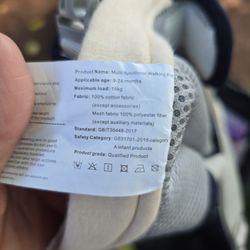 Product Name: Multi-functional Walking
Applicable age: 9-24 months
Maximum load: 15kg
Fabric: 100% cotton fabric
(except accessories)
Mesh fabric 100% polyester fiber
(except auxiliary materials)
Standard: GB/T35448-2017
Safety category: GB31701-2015 category
A infant products
Product grade: Qualified Product